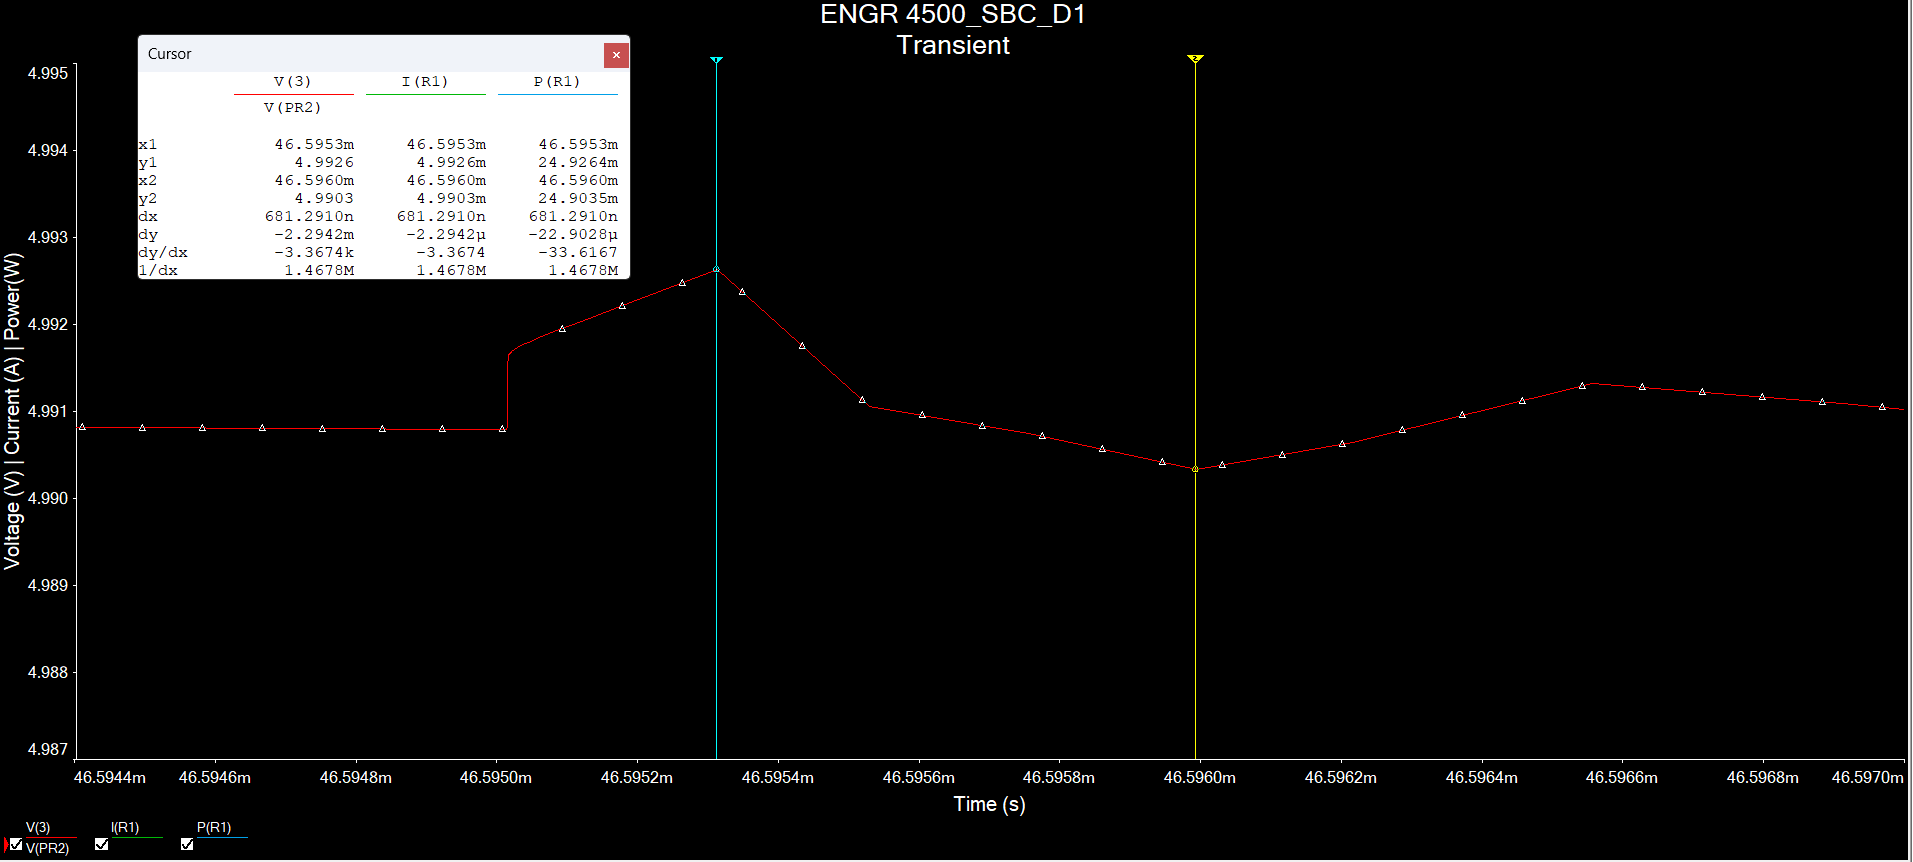 ENGR 4500_SBC_D1
Transient
Cursor
V(3) I(R1) P(R1)
V(PR2)
x1 46.5953m 46.5953m 46.5953m
y1 4.9926 4.9926m 24.9264m
x2 46.5960m 46.5960m 46.5960m
y2 4.9903 4.9903m 24.9035m
dx 681.2910n 681.2910n 681.2910n
dy -2.2942m -2.2942µ -22.9028µ
dy/dx -3.3674k -3.3674 -33.6167
1/dx 1.4678M 1.4678M 1.4678M
4.995
4.994
4.993
4.992
4.991
4.990
4.989
4.988
4.987
Voltage (V) | Current (A) | Power(W)
46.5944m 46.5946m 46.5948m 46.5950m 46.5952m 46.5954m 46.5956m 46.5958m 46.5960m 46.5962m 46.5964m 46.5966m 46.5968m 46.5970m
Time (s)
V(3) I(R1) P(R1)
V(PR2)